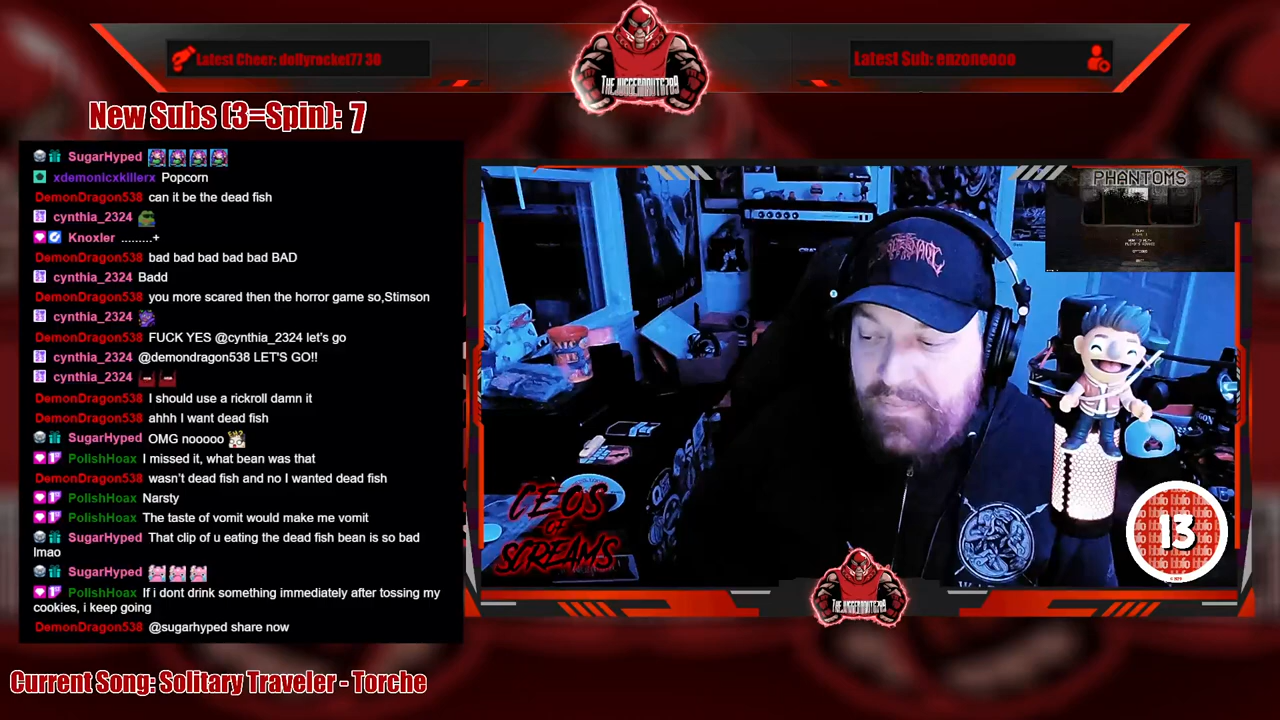 Latest Cheer: dollyrocket77 30
THEJUGGERNAUT6789
Latest Sub: enzoneooo
New Subs (3=Spin): 7
SugarHyped
xdemonicxkillerx Popcorn
DemonDragon538 can it be the dead fish
cynthia_2324
Knoxler .........+
DemonDragon538 bad bad bad bad bad BAD
cynthia_2324 Badd
DemonDragon538 you more scared then the horror game so,Stimson
cynthia_2324
DemonDragon538 FUCK YES @cynthia_2324 let's go
cynthia_2324 @demondragon538 LET'S GO!!
cynthia_2324
DemonDragon538 I should use a rickroll damn it
DemonDragon538 ahhh I want dead fish
SugarHyped OMG nooooo
PolishHoax I missed it, what bean was that
DemonDragon538 wasn't dead fish and no I wanted dead fish
PolishHoax Narsty
PolishHoax The taste of vomit would make me vomit
SugarHyped That clip of u eating the dead fish bean is so bad
lmao
SugarHyped
PolishHoax If i dont drink something immediately after tossing my
cookies, i keep going
DemonDragon538 @sugarhyped share now
PHANTOMS
CEOS
OF
SCREAMS
13
Current Song: Solitary Traveler - Torche